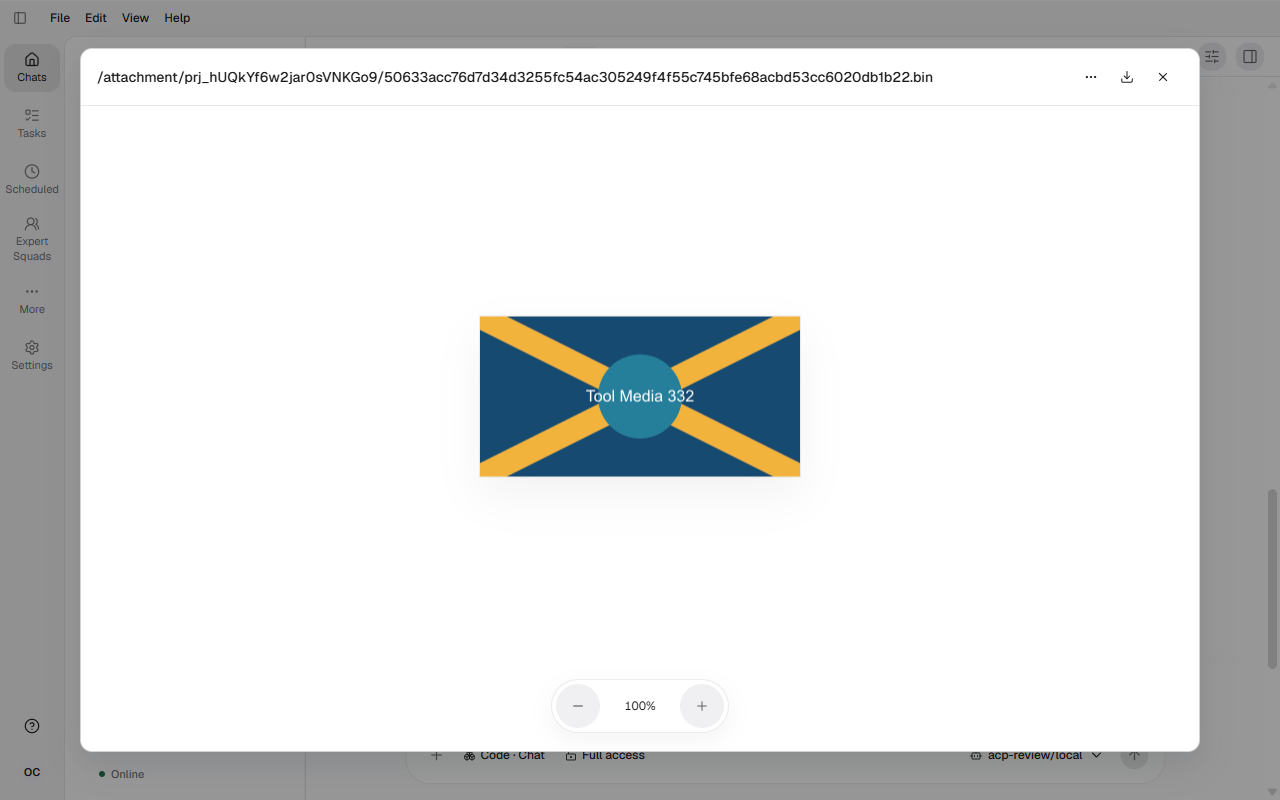 File Edit View Help
Chats
/attachment/prj_hUQkYf6w2jar0sVNKGo9/50633acc76d7d34d3255fc54ac305249f4f55c745bfe68acbd53cc6020db1b22.bin
Tasks
Scheduled
Expert
Squads
More
Settings
Tool Media 332
100%
Code · Chat Full access acp-review/local
OC
Online